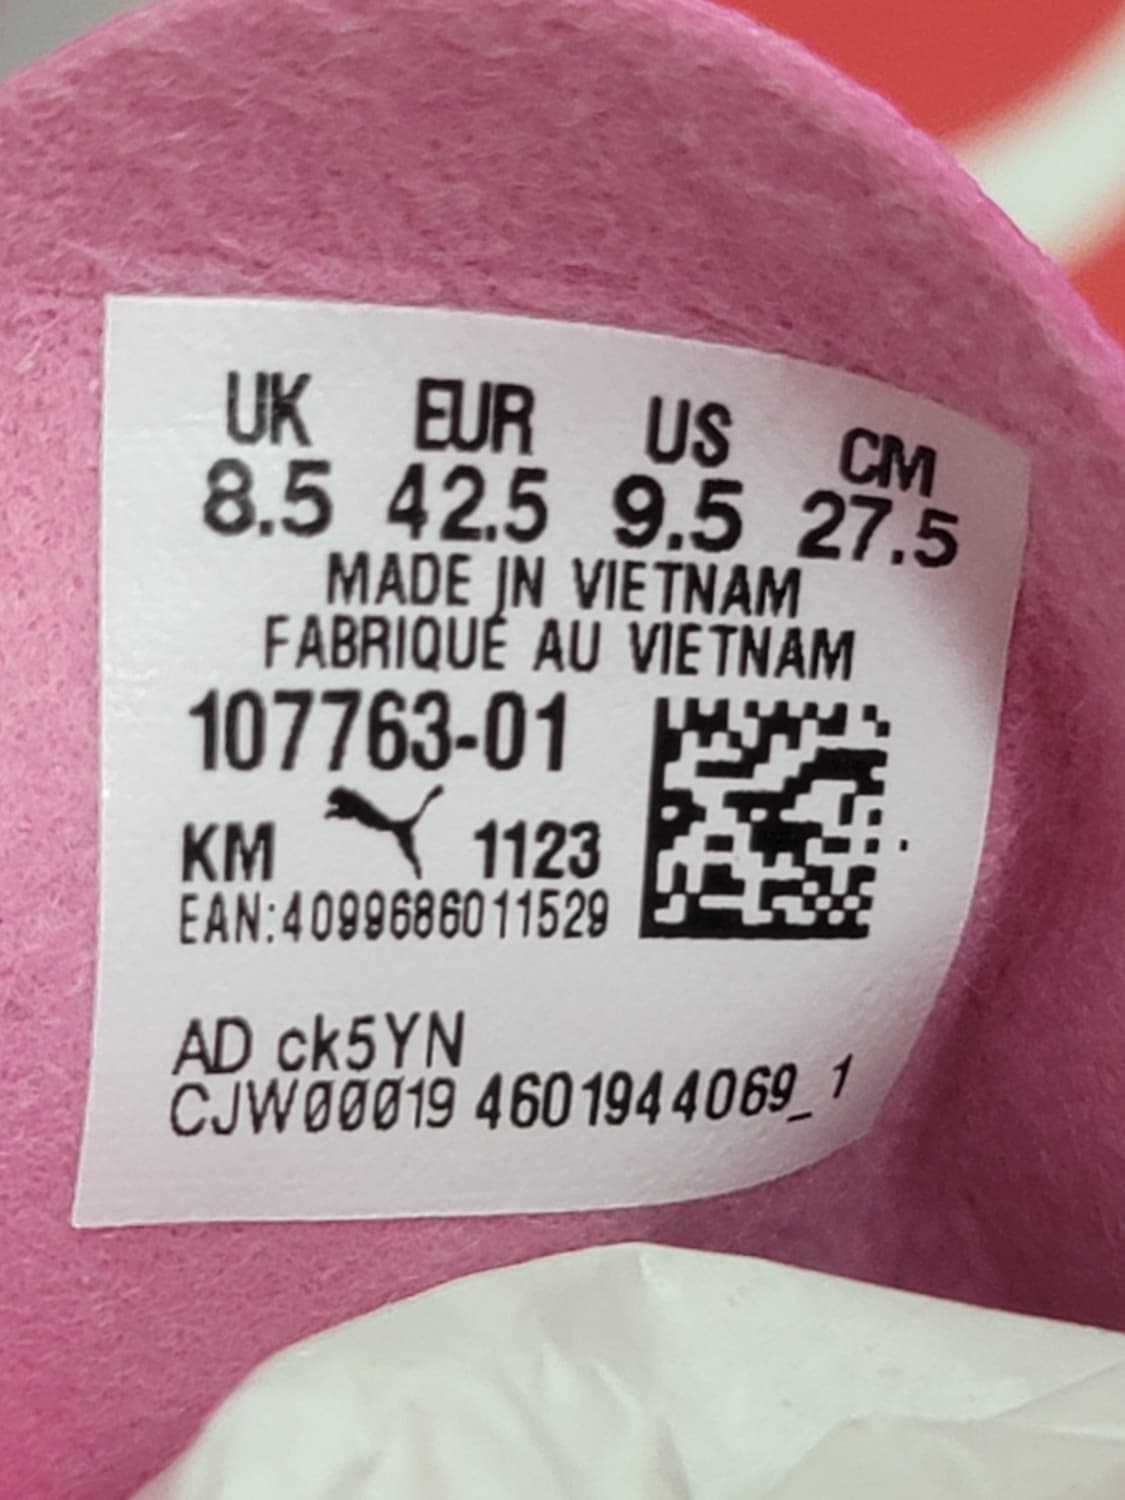 UK EUR US CM
8.5 42.5 9.5 27.5
MADE IN VIETNAM
FABRIQUÉ AU VIETNAM
107763-01
KM 1123
EAN:4099686011529
AD ck5YN
CJW00019 4601944069_1